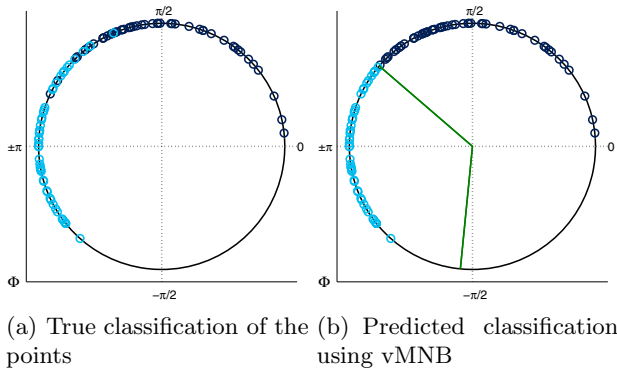 π/2 π/2
±π 0 ±π 0
Φ Φ
−π/2 −π/2
(a) True classification of the (b) Predicted classification
points using vMNB